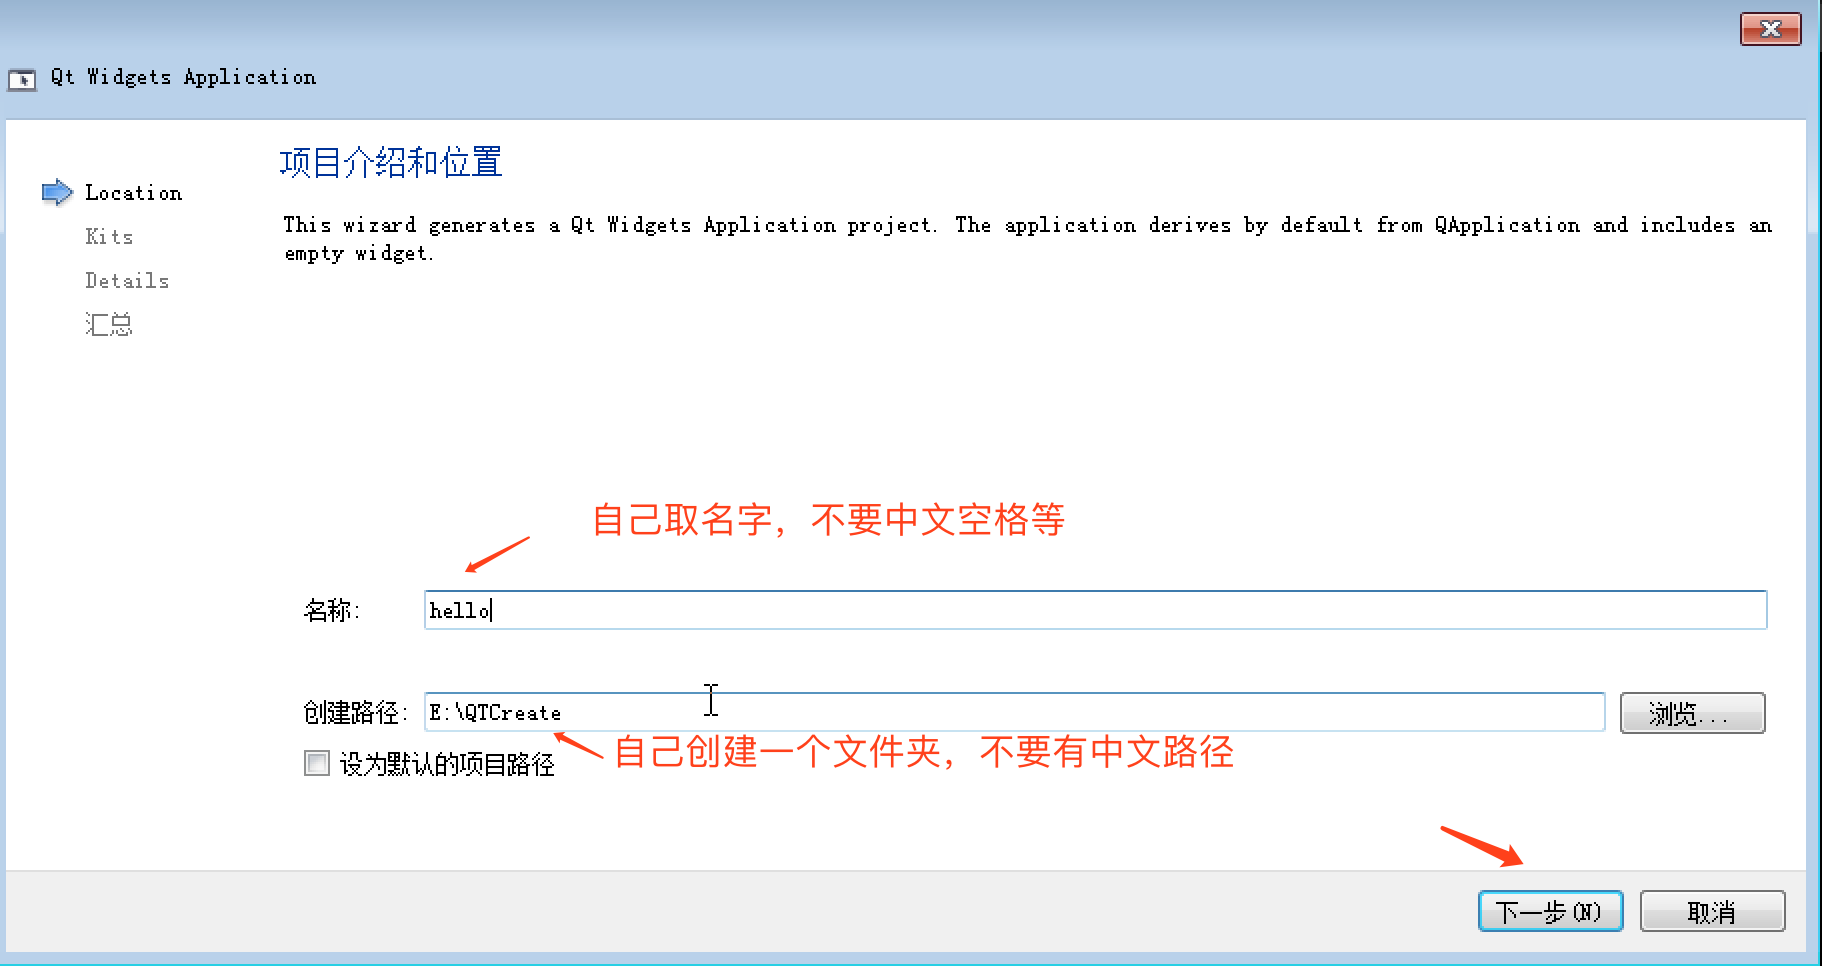 Qt Widgets Application
项目介绍和位置
Location
Kits
Details
汇总
This wizard generates a Qt Widgets Application project. The application derives by default from QApplication and includes an
empty widget.
自己取名字，不要中文空格等
名称:
hello
创建路径:
E:\QTCreate
浏览...
自己创建一个文件夹，不要有中文路径
设为默认的项目路径
下一步(N)
取消